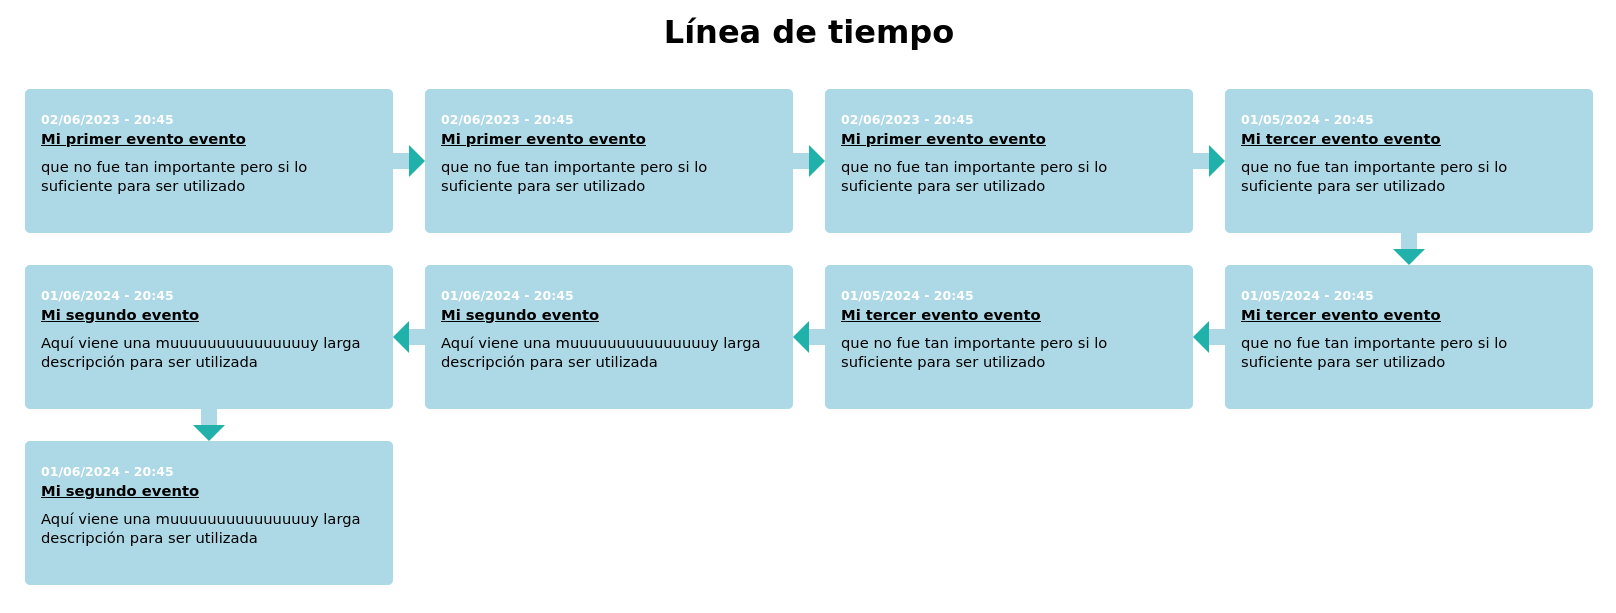 Línea de tiempo
02/06/2023 - 20:45
Mi primer evento evento
que no fue tan importante pero si lo
suficiente para ser utilizado
02/06/2023 - 20:45
Mi primer evento evento
que no fue tan importante pero si lo
suficiente para ser utilizado
02/06/2023 - 20:45
Mi primer evento evento
que no fue tan importante pero si lo
suficiente para ser utilizado
01/05/2024 - 20:45
Mi tercer evento evento
que no fue tan importante pero si lo
suficiente para ser utilizado
01/06/2024 - 20:45
Mi segundo evento
Aquí viene una muuuuuuuuuuuuuuuy larga
descripción para ser utilizada
01/06/2024 - 20:45
Mi segundo evento
Aquí viene una muuuuuuuuuuuuuuuy larga
descripción para ser utilizada
01/05/2024 - 20:45
Mi tercer evento evento
que no fue tan importante pero si lo
suficiente para ser utilizado
01/05/2024 - 20:45
Mi tercer evento evento
que no fue tan importante pero si lo
suficiente para ser utilizado
01/06/2024 - 20:45
Mi segundo evento
Aquí viene una muuuuuuuuuuuuuuuy larga
descripción para ser utilizada